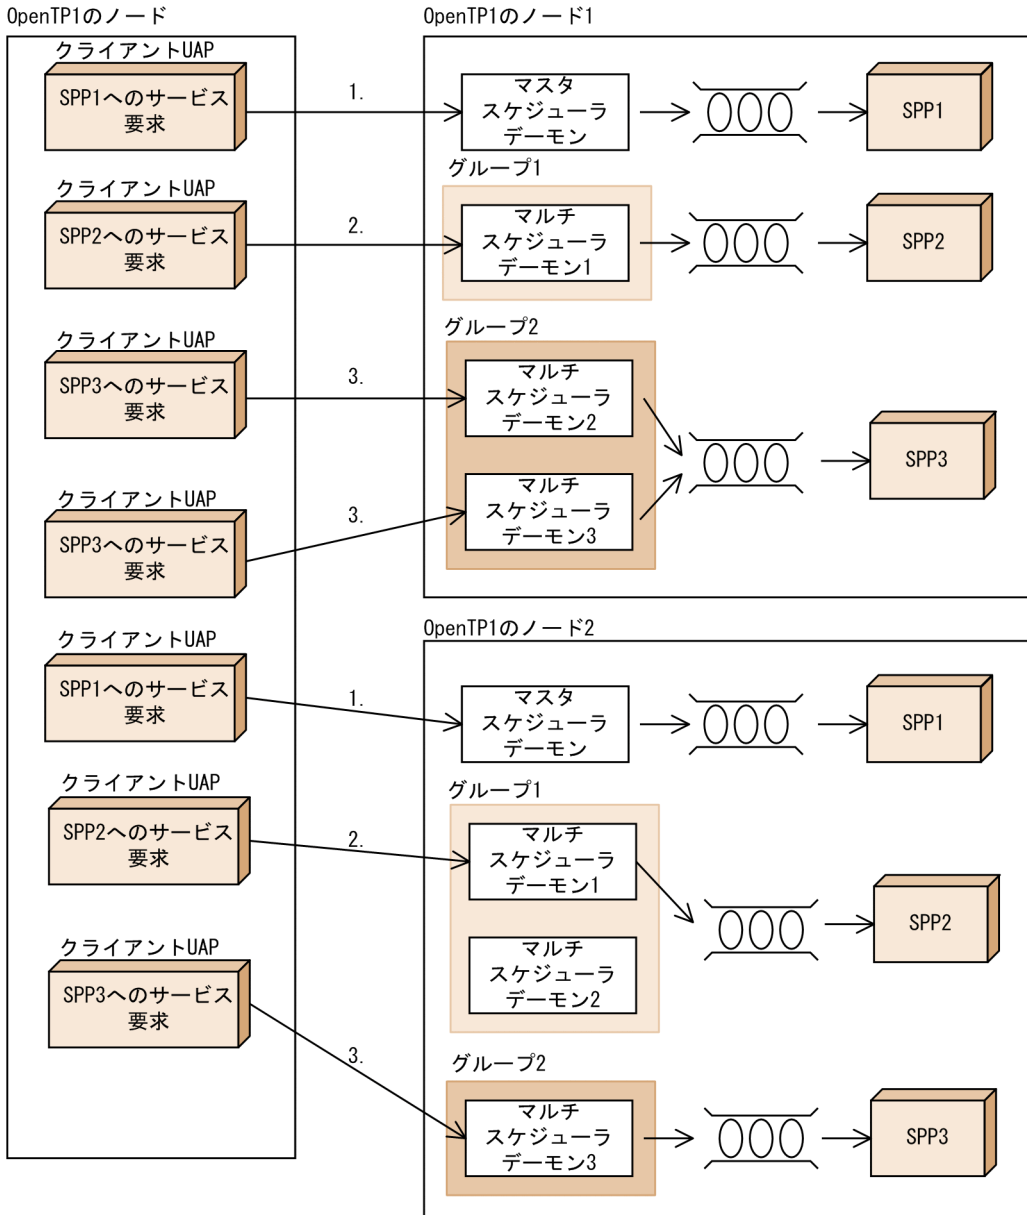 OpenTP1のノード
クライアントUAP
SPP1へのサービス
要求
クライアントUAP
SPP2へのサービス
要求
クライアントUAP
SPP3へのサービス
要求
クライアントUAP
SPP3へのサービス
要求
クライアントUAP
SPP1へのサービス
要求
クライアントUAP
SPP2へのサービス
要求
クライアントUAP
SPP3へのサービス
要求
1.
2.
3.
3.
1.
2.
3.
OpenTP1のノード1
マスタ
スケジューラ
デーモン
SPP1
グループ1
マルチ
スケジューラ
デーモン1
SPP2
グループ2
マルチ
スケジューラ
デーモン2
マルチ
スケジューラ
デーモン3
SPP3
OpenTP1のノード2
マスタ
スケジューラ
デーモン
SPP1
グループ1
マルチ
スケジューラ
デーモン1
マルチ
スケジューラ
デーモン2
SPP2
グループ2
マルチ
スケジューラ
デーモン3
SPP3